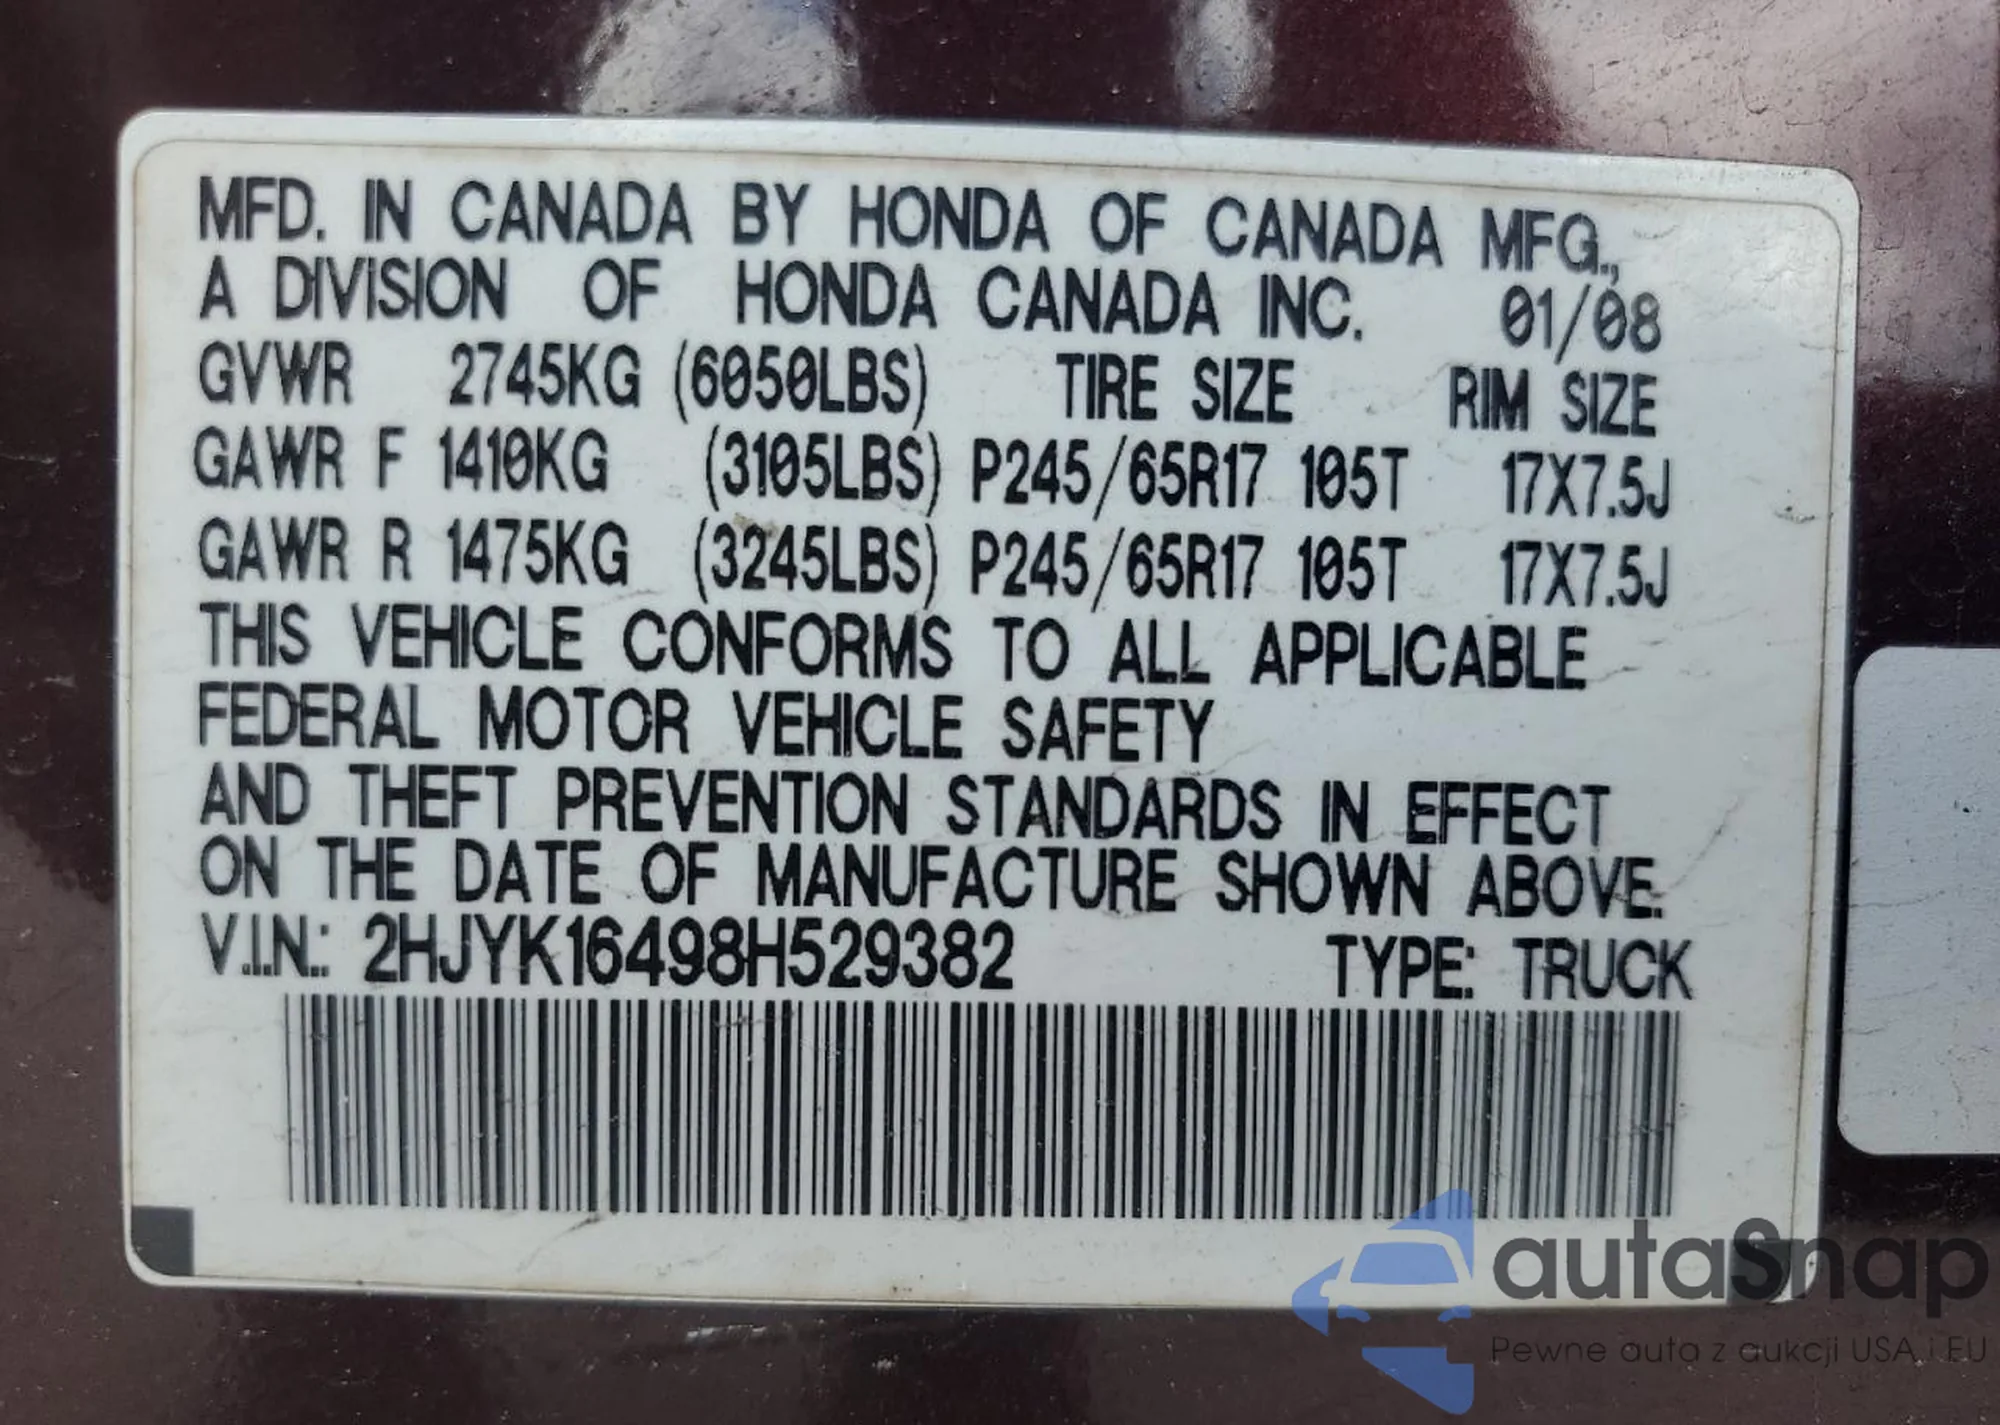 MFD. IN CANADA BY HONDA OF CANADA MFG.,
A DIVISION OF HONDA CANADA INC. 01/08
GVWR 2745KG (6050LBS) TIRE SIZE RIM SIZE
GAWR F 1410KG (3105LBS) P245/65R17 105T 17X7.5J
GAWR R 1475KG (3245LBS) P245/65R17 105T 17X7.5J
THIS VEHICLE CONFORMS TO ALL APPLICABLE
FEDERAL MOTOR VEHICLE SAFETY
AND THEFT PREVENTION STANDARDS IN EFFECT
ON THE DATE OF MANUFACTURE SHOWN ABOVE.
V.I.N.: 2HJYK16498H529382 TYPE: TRUCK
autaSnap
Pewne auta z aukcji USA i EU